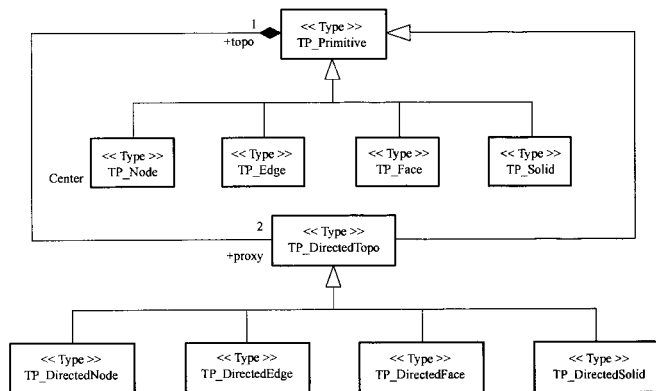 1
+topo
<< Type >>
TP_Primitive
<< Type >>
TP_Node
<< Type >>
TP_Edge
<< Type >>
TP_Face
<< Type >>
TP_Solid
Center
2
+proxy
<< Type >>
TP_DirectedTopo
<< Type >>
TP_DirectedNode
<< Type >>
TP_DirectedEdge
<< Type >>
TP_DirectedFace
<< Type >>
TP_DirectedSolid